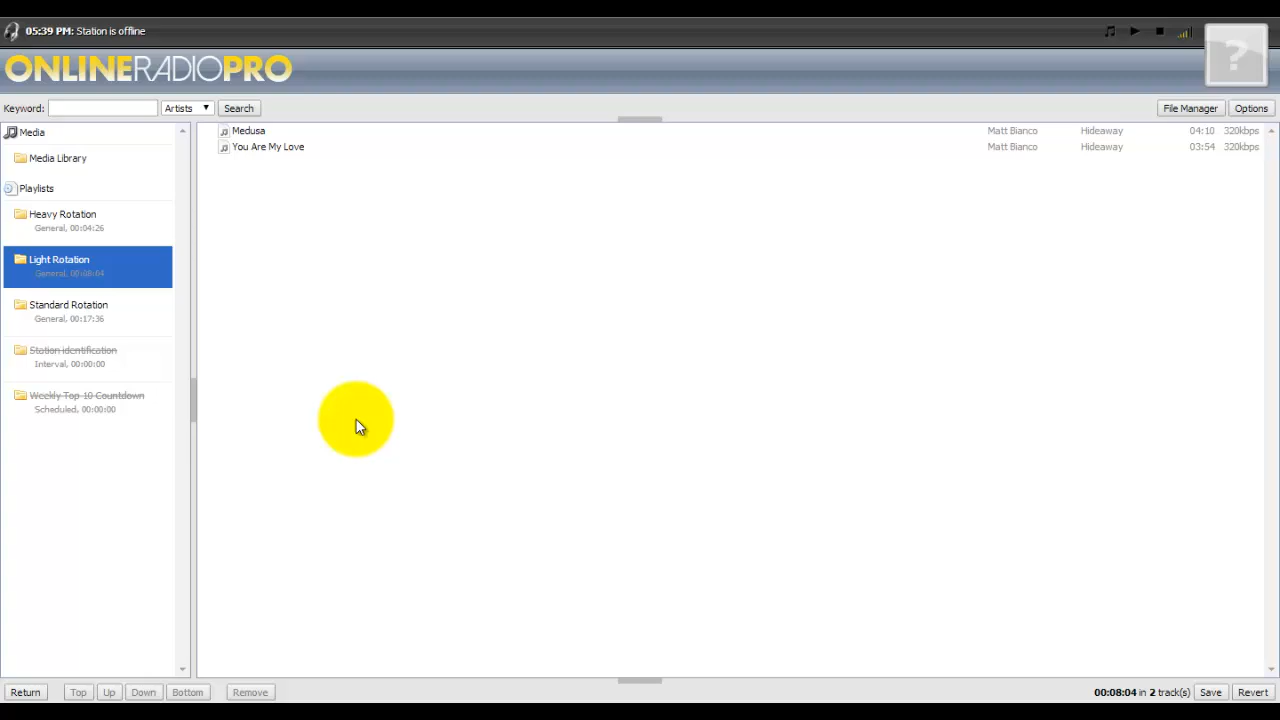 05:39 PM: Station is offline
?
ONLINERADIOPRO
Keyword: Artists ▼ Search File Manager Options
Media
Media Library
Playlists
Heavy Rotation
General, 00:04:26
Light Rotation
General, 00:08:04
Standard Rotation
General, 00:17:36
Station identification
Interval, 00:00:00
Weekly Top 10 Countdown
Scheduled, 00:00:00
Medusa Matt Bianco Hideaway 04:10 320kbps
You Are My Love Matt Bianco Hideaway 03:54 320kbps
Return Top Up Down Bottom Remove 00:08:04 in 2 track(s) Save Revert